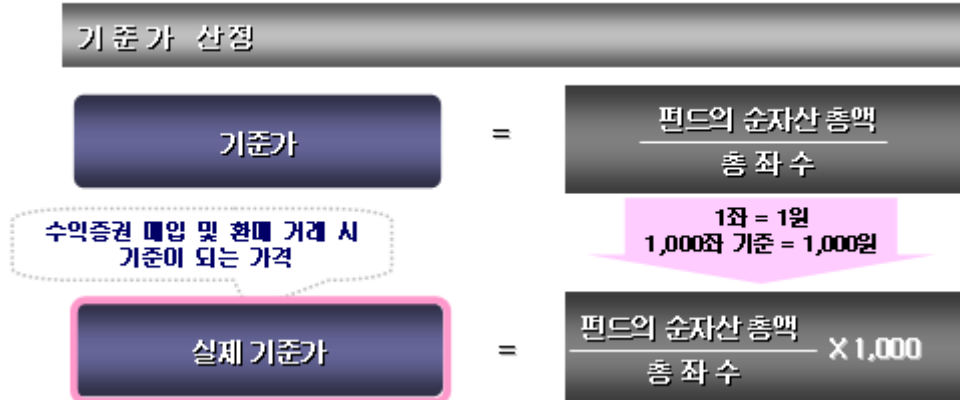 기준가 산정
기준가
=
펀드의 순자산 총액
총 좌 수
수익증권 매입 및 환매 거래 시
기준이 되는 가격
1좌 = 1원
1,000좌 기준 = 1,000원
실제 기준가
=
펀드의 순자산 총액
총 좌 수
X 1,000